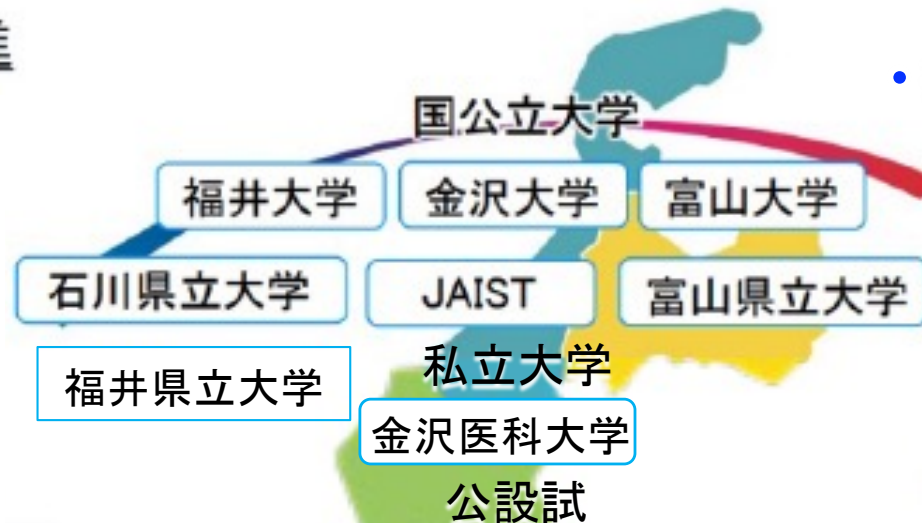 進
国公立大学
福井大学 金沢大学 富山大学
石川県立大学 JAIST 富山県立大学
福井県立大学
私立大学
金沢医科大学
公設試